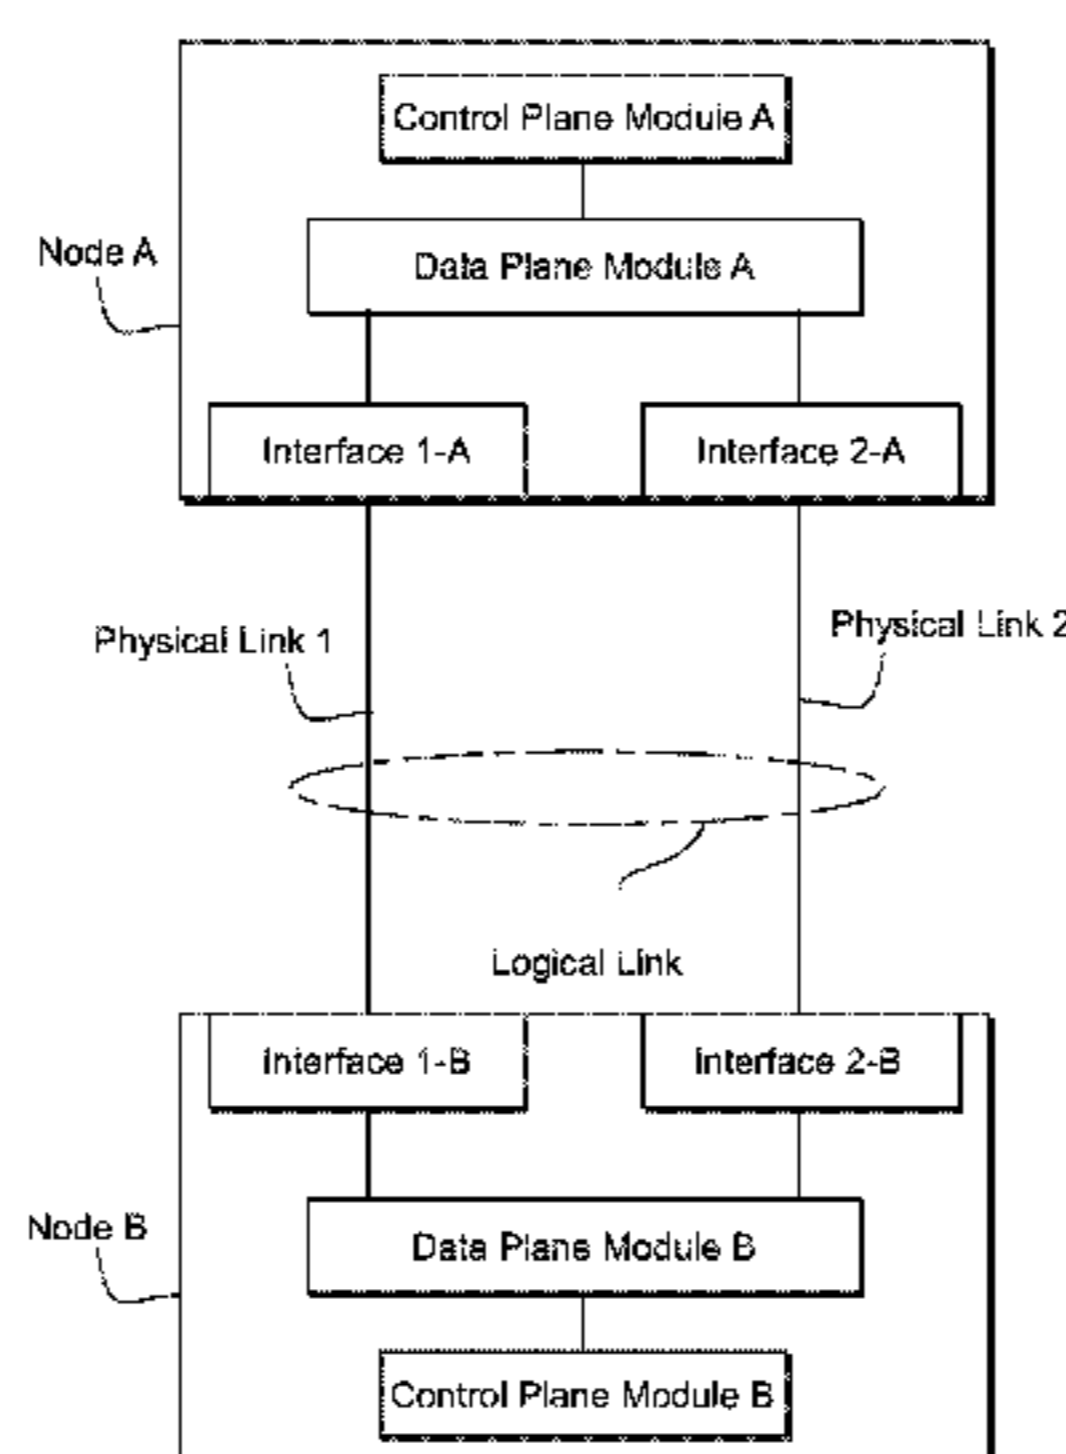 Control Plane Module A
Node A
Data Plane Module A
Interface 1-A
Interface 2-A
Physical Link 1
Physical Link 2
Logical Link
Interface 1-B
Interface 2-B
Node B
Data Plane Module B
Control Plane Module B